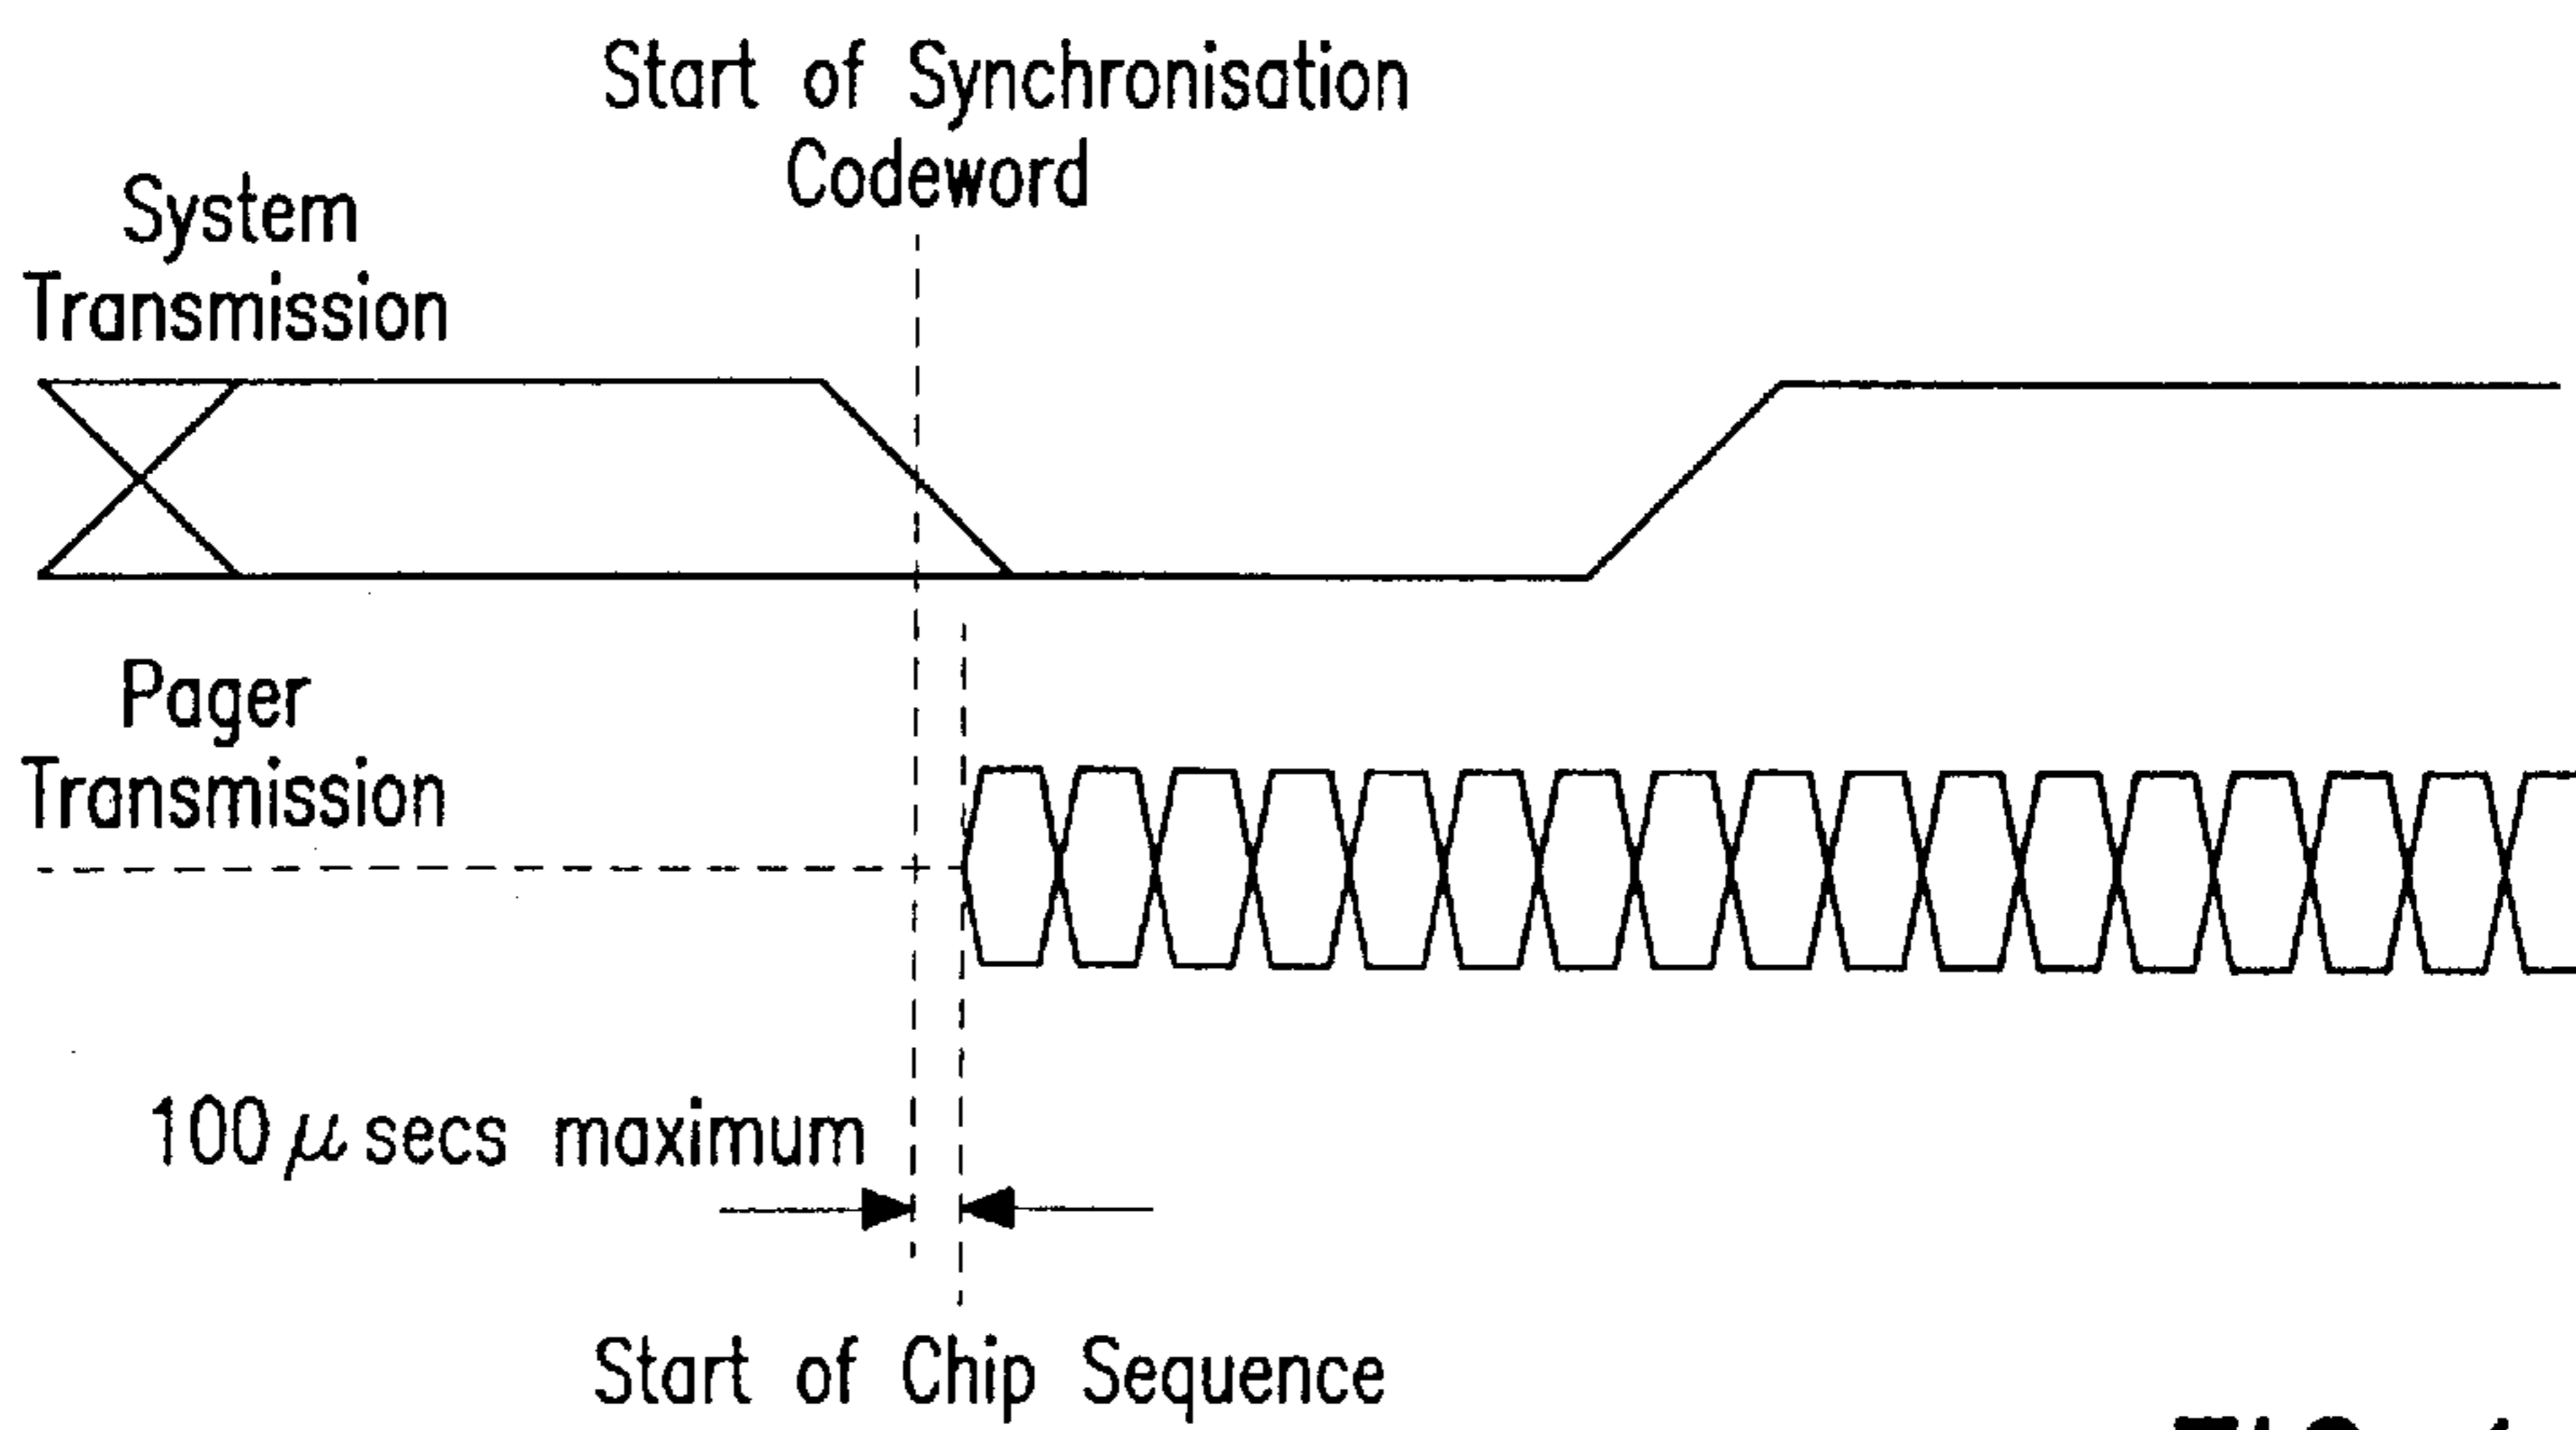 Start of Synchronisation
Codeword
System
Transmission
Pager
Transmission
100 μ secs maximum
Start of Chip Sequence